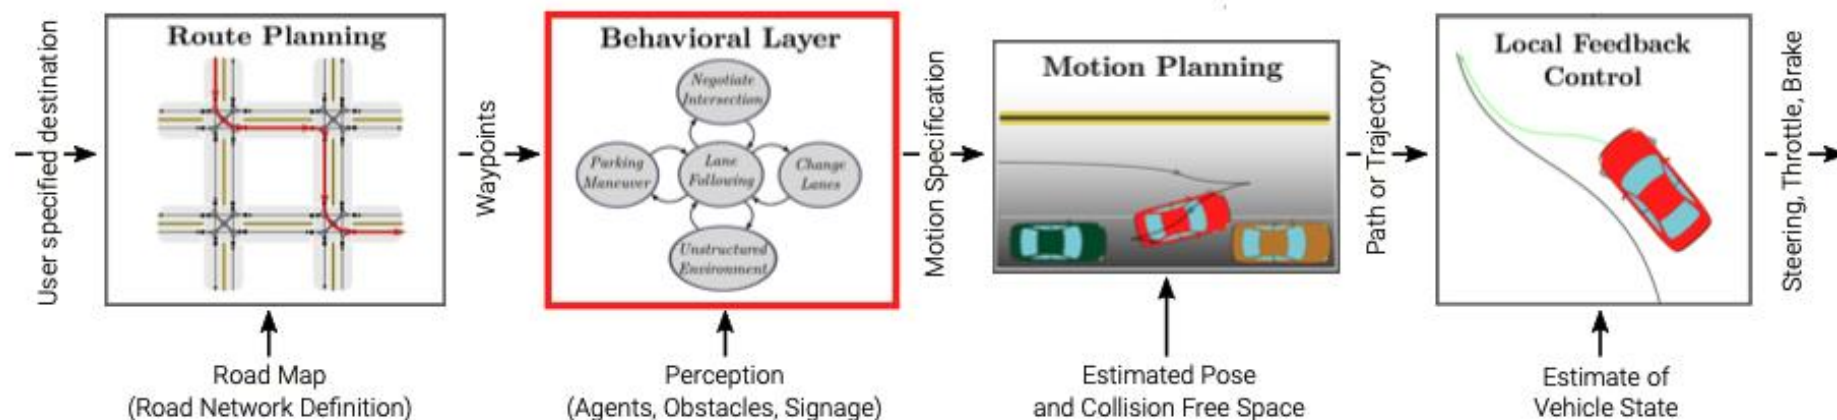 User specified destination
Route Planning
Road Map
(Road Network Definition)
Waypoints
Behavioral Layer
Negotiate
Intersection
Parking
Maneuver
Lane
Following
Change
Lanes
Unstructured
Environment
Perception
(Agents, Obstacles, Signage)
Motion Specification
Motion Planning
Estimated Pose
and Collision Free Space
Path or Trajectory
Local Feedback
Control
Estimate of
Vehicle State
Steering, Throttle, Brake